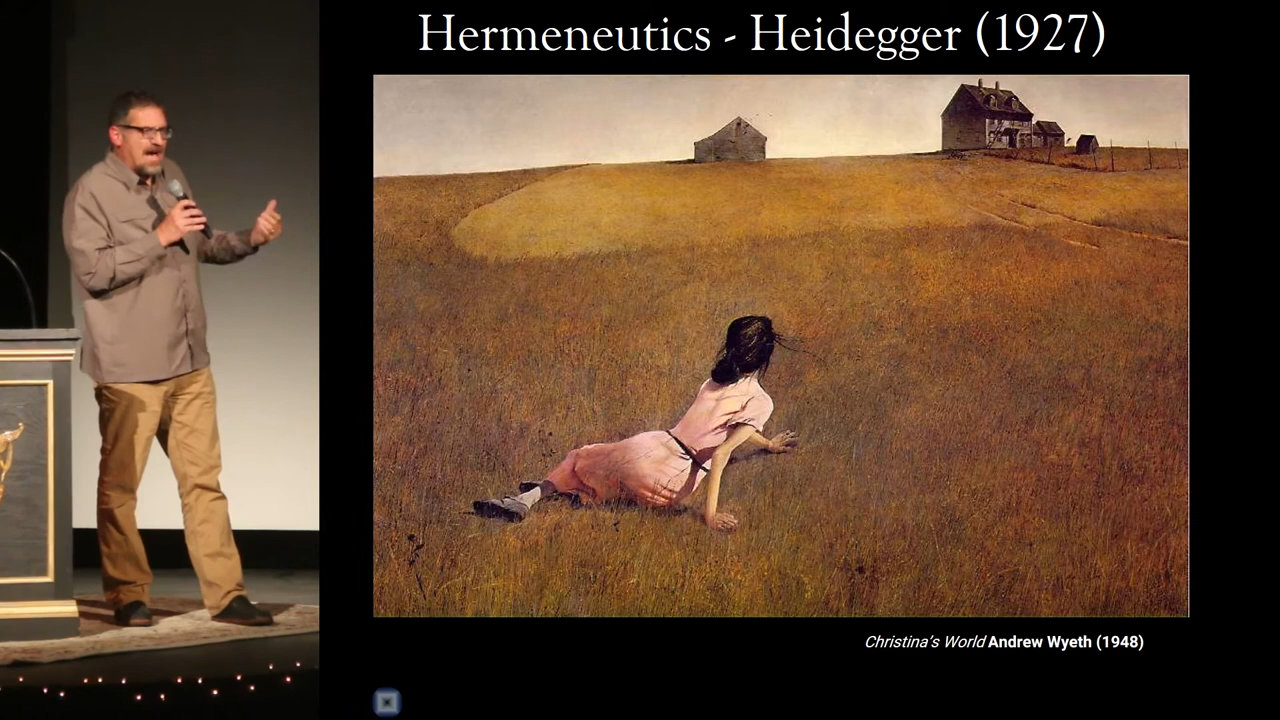 Hermeneutics - Heidegger (1927)
Christina's World Andrew Wyeth (1948)